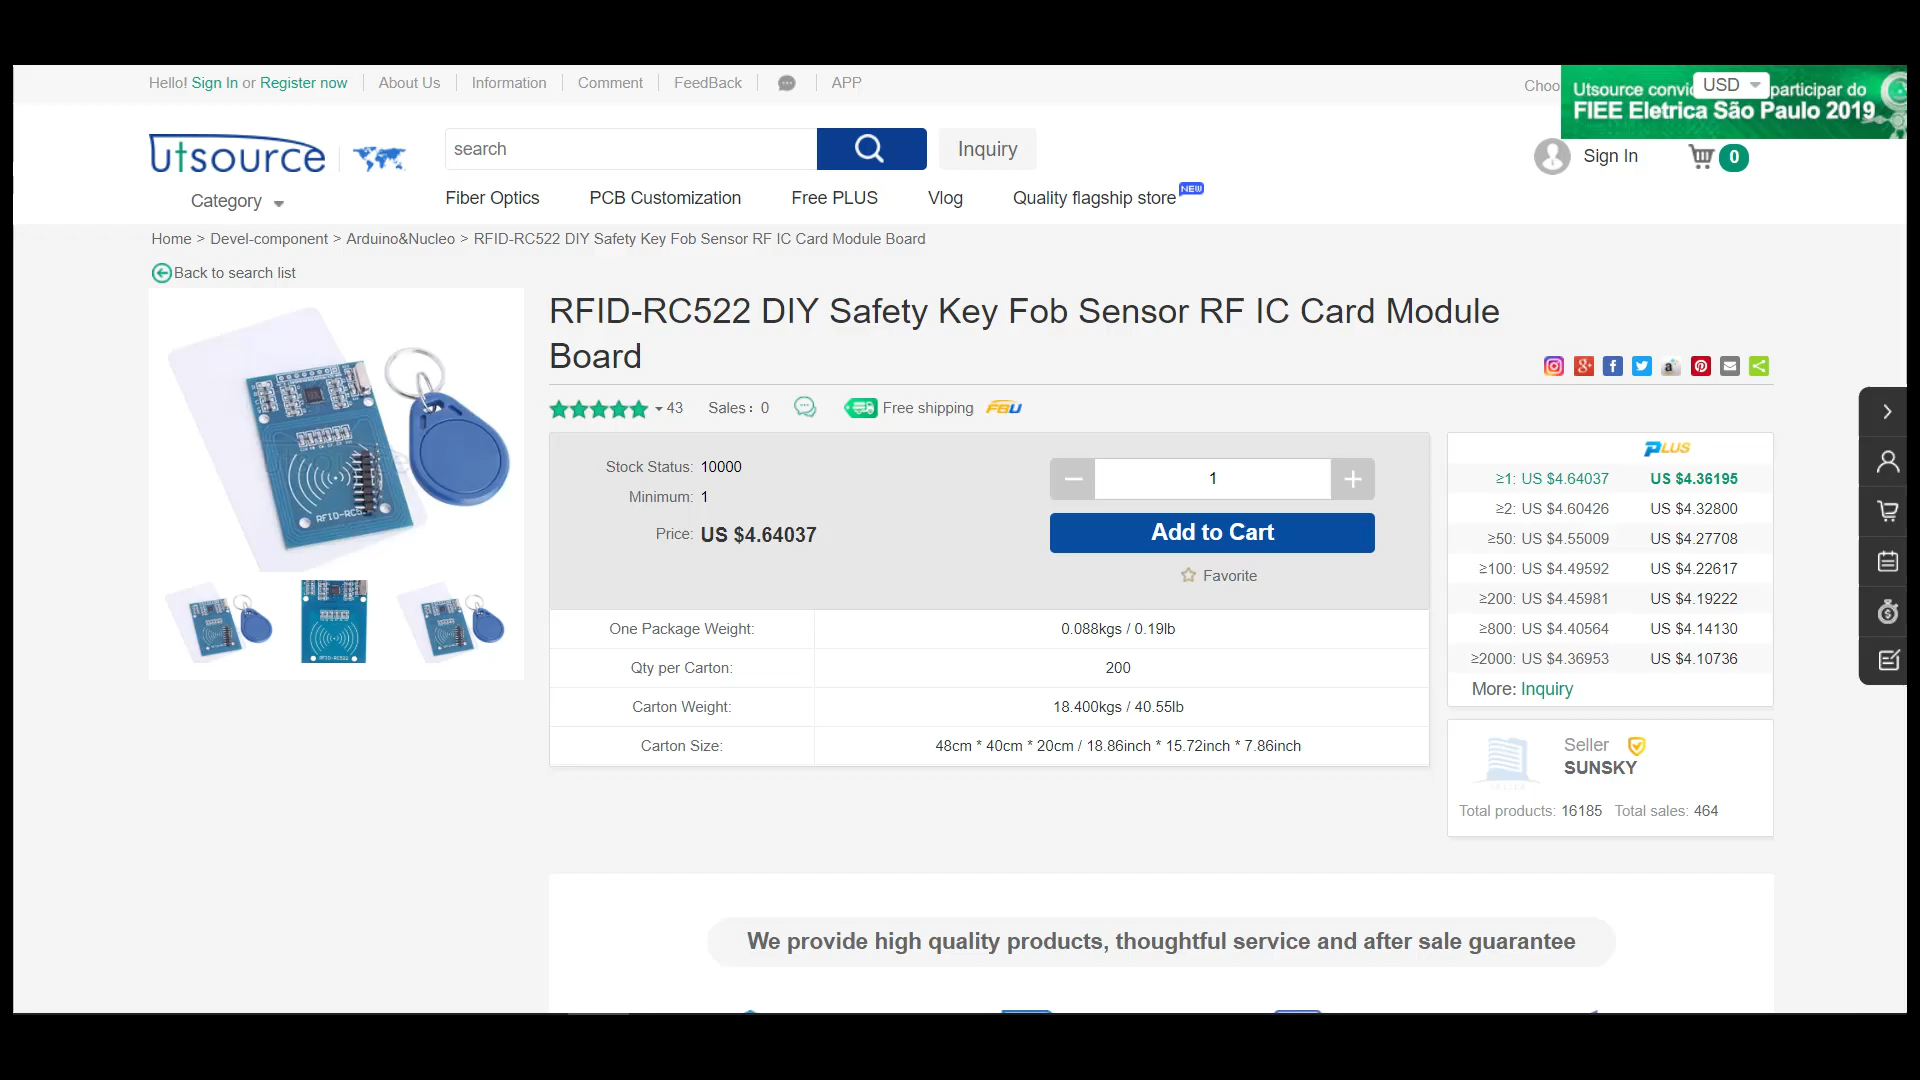 Hello! Sign In or Register now About Us Information Comment FeedBack APP
Choo
Utsource convi USD participar do
FIEE Eletrica São Paulo 2019
utsource
search
Inquiry
Sign In
0
Category
Fiber Optics PCB Customization Free PLUS Vlog Quality flagship store NEW
Home > Devel-component > Arduino&Nucleo > RFID-RC522 DIY Safety Key Fob Sensor RF IC Card Module Board
Back to search list
RFID-RC522 DIY Safety Key Fob Sensor RF IC Card Module
Board
43 Sales: 0 Free shipping FBU
Stock Status: 10000
Minimum: 1
Price: US $4.64037
1
Add to Cart
Favorite
One Package Weight: 0.088kgs / 0.19lb
Qty per Carton: 200
Carton Weight: 18.400kgs / 40.55lb
Carton Size: 48cm * 40cm * 20cm / 18.86inch * 15.72inch * 7.86inch
PLUS
≥1: US $4.64037 US $4.36195
≥2: US $4.60426 US $4.32800
≥50: US $4.55009 US $4.27708
≥100: US $4.49592 US $4.22617
≥200: US $4.45981 US $4.19222
≥800: US $4.40564 US $4.14130
≥2000: US $4.36953 US $4.10736
More: Inquiry
Seller
SUNSKY
Total products: 16185 Total sales: 464
We provide high quality products, thoughtful service and after sale guarantee